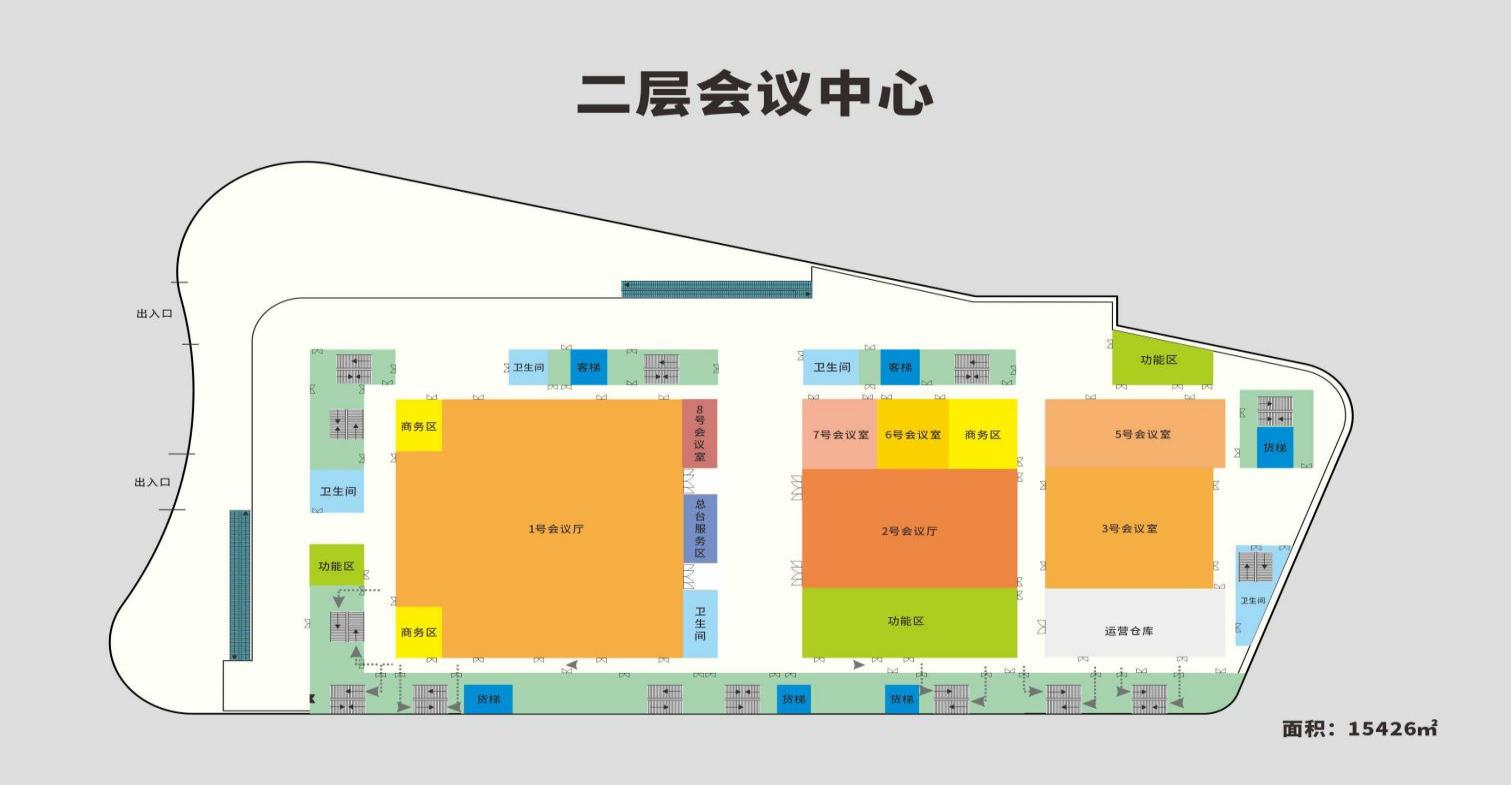 二层会议中心
出入口
功能区
卫生间
客梯
卫生间
客梯
8号会议室
商务区
7号会议室
6号会议室
商务区
5号会议室
货梯
出入口
卫生间
总台服务区
1号会议厅
2号会议厅
3号会议室
功能区
卫生间
卫生间
商务区
功能区
运营仓库
货梯
货梯
货梯
面积：15426㎡